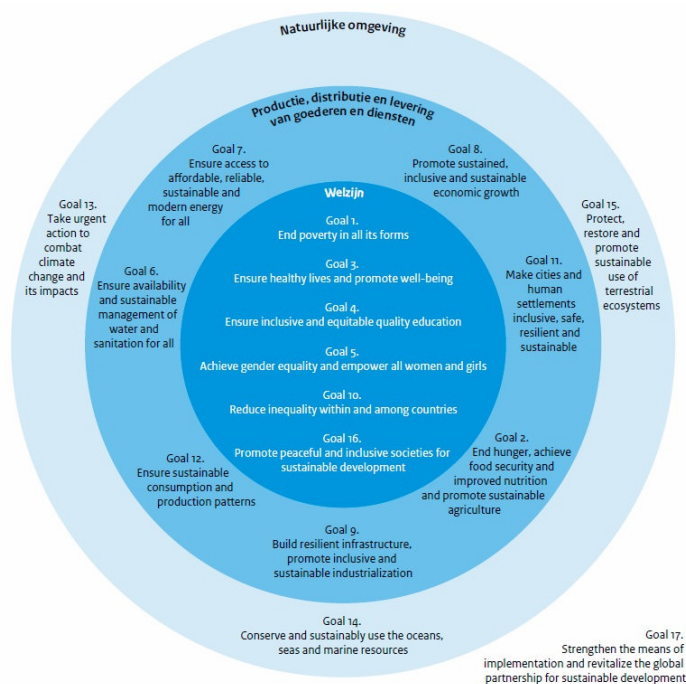 Natuurlijke omgeving
Productie, distributie en levering
van goederen en diensten
Goal 7.
Ensure access to
affordable, reliable,
sustainable and
modern energy
for all
Goal 8.
Promote sustained,
inclusive and sustainable
economic growth
Welzijn
Goal 1.
End poverty in all its forms
Goal 3.
Ensure healthy lives and promote well-being
Goal 4.
Ensure inclusive and equitable quality education
Goal 5.
Achieve gender equality and empower all women and girls
Goal 10.
Reduce inequality within and among countries
Goal 16.
Promote peaceful and inclusive societies for
sustainable development
Goal 13.
Take urgent
action to
combat
climate
change and
its impacts
Goal 6.
Ensure availability
and sustainable
management of
water and
sanitation for all
Goal 15.
Protect,
restore and
promote
sustainable
use of
terrestrial
ecosystems
Goal 11.
Make cities and
human
settlements
inclusive, safe,
resilient and
sustainable
Goal 12.
Ensure sustainable
consumption and
production patterns
Goal 2.
End hunger, achieve
food security and
improved nutrition
and promote sustainable
agriculture
Goal 9.
Build resilient infrastructure,
promote inclusive and
sustainable industrialization
Goal 14.
Conserve and sustainably use the oceans,
seas and marine resources
Goal 17.
Strengthen the means of
implementation and revitalize the global
partnership for sustainable development